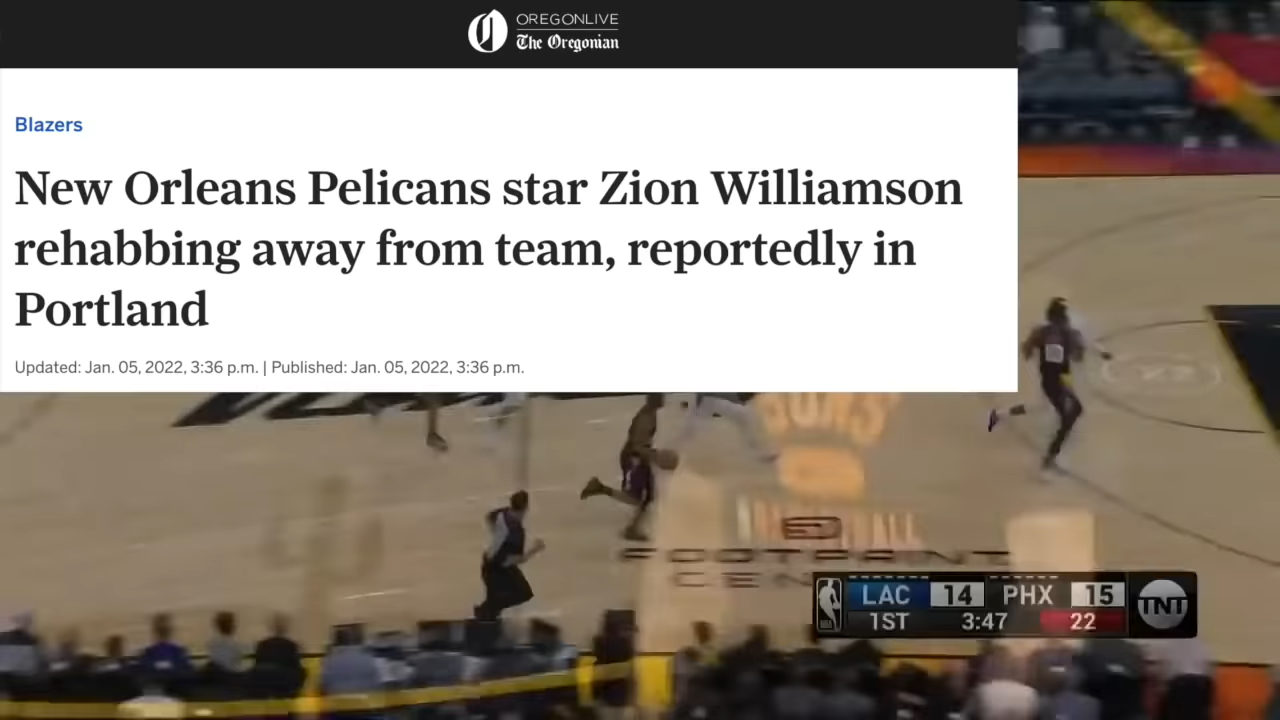 OREGONLIVE
The Oregonian
Blazers
New Orleans Pelicans star Zion Williamson
rehabbing away from team, reportedly in
Portland
Updated: Jan. 05, 2022, 3:36 p.m. | Published: Jan. 05, 2022, 3:36 p.m.
SUNS
FOOTPRINT
LAC 14 PHX 15 TNT
1ST 3:47 22